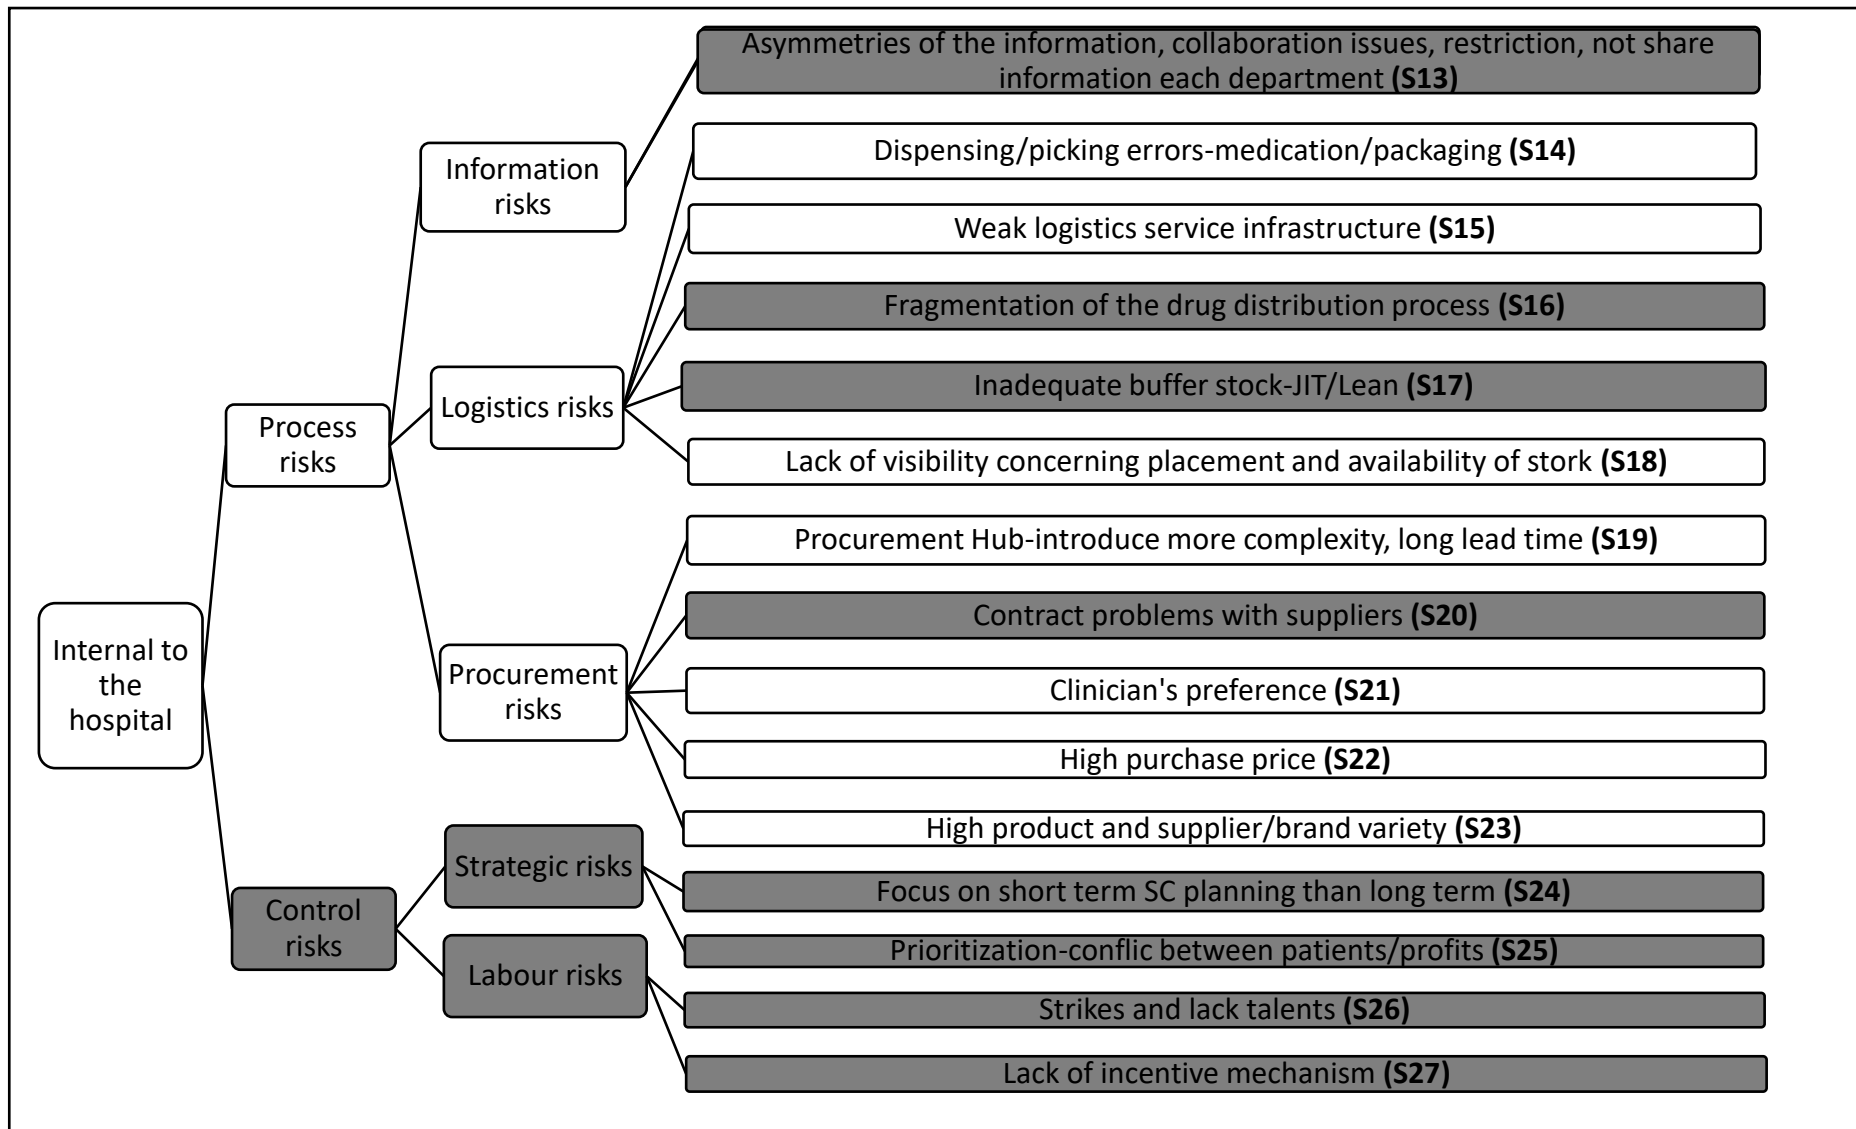 Asymmetries of the information, collaboration issues, restriction, not share
information each department (S13)
Information
risks
Dispensing/picking errors-medication/packaging (S14)
Weak logistics service infrastructure (S15)
Fragmentation of the drug distribution process (S16)
Logistics risks
Inadequate buffer stock-JIT/Lean (S17)
Process
risks
Lack of visibility concerning placement and availability of stork (S18)
Procurement Hub-introduce more complexity, long lead time (S19)
Contract problems with suppliers (S20)
Internal to
the
hospital
Procurement
risks
Clinician's preference (S21)
High purchase price (S22)
High product and supplier/brand variety (S23)
Strategic risks
Focus on short term SC planning than long term (S24)
Control
risks
Prioritization-conflic between patients/profits (S25)
Labour risks
Strikes and lack talents (S26)
Lack of incentive mechanism (S27)